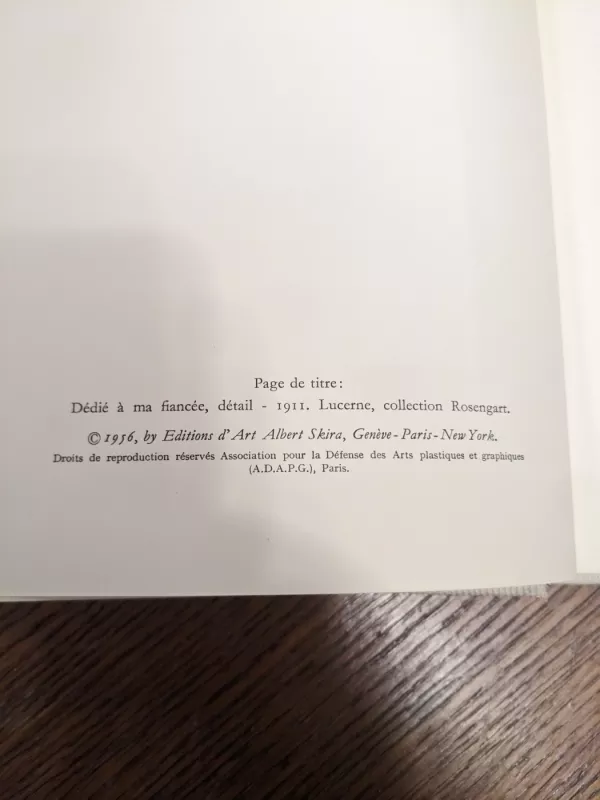 Page de titre:
Dédié à ma fiancée, détail - 1911. Lucerne, collection Rosengart.
© 1956, by Editions d'Art Albert Skira, Genève-Paris-New York.
Droits de reproduction réservés Association pour la Défense des Arts plastiques et graphiques
(A.D.A.P.G.), Paris.